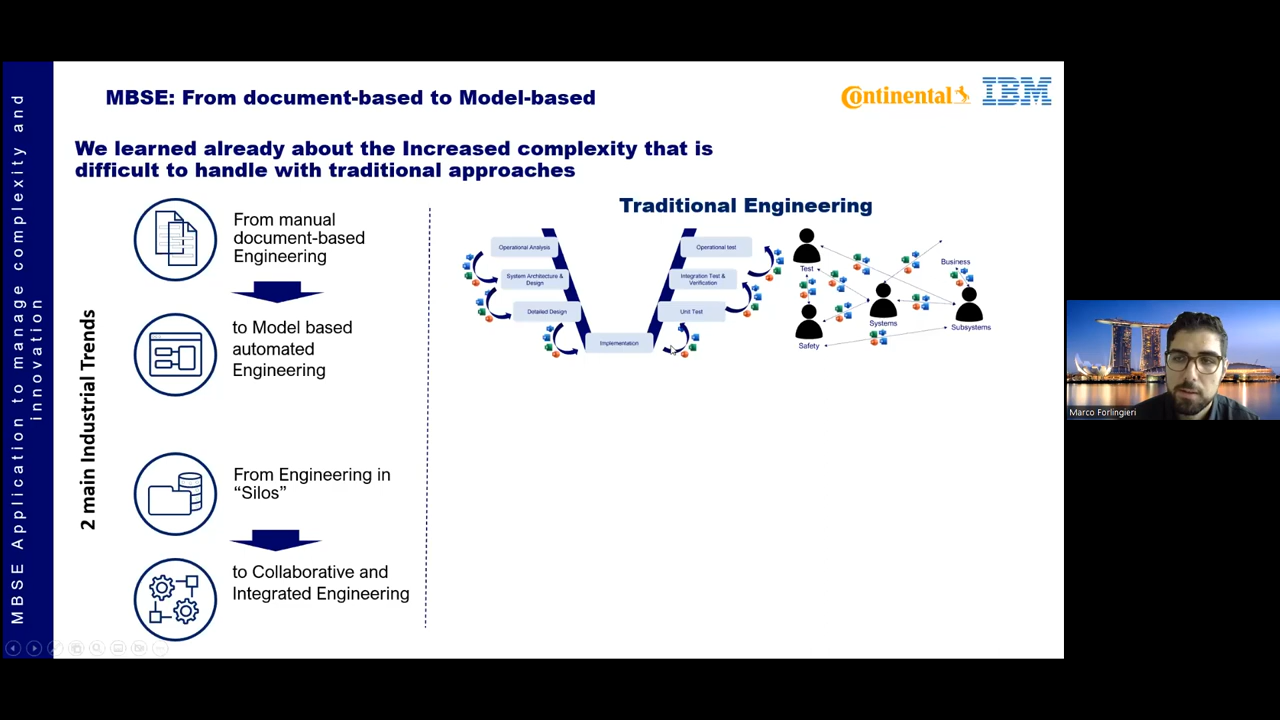 MBSE Application to manage complexity and
innovation
MBSE: From document-based to Model-based
Continental
IBM
We learned already about the Increased complexity that is
difficult to handle with traditional approaches
2 main Industrial Trends
From manual
document-based
Engineering
to Model based
automated
Engineering
From Engineering in
“Silos”
to Collaborative and
Integrated Engineering
Traditional Engineering
Operational Analysis
System Architecture &
Design
Detailed Design
Implementation
Operational test
Integration Test &
Verification
Unit Test
Test
Business
Systems
Subsystems
Safety
Marco Forlingieri